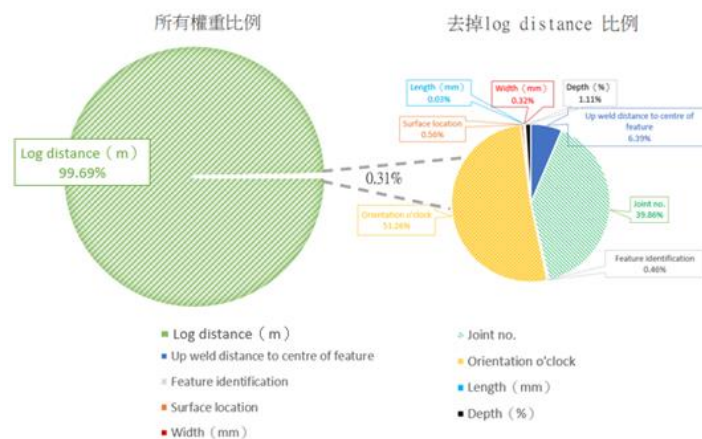 所有權重比例
去掉log distance 比例
Log distance（m）
99.69%
0.31%
Length（mm）
0.03%
Width（mm）
0.32%
Depth（%）
1.11%
Up weld distance to centre of
feature
6.39%
Surface location
0.56%
Orientation o'clock
51.26%
Joint no.
39.86%
Feature identification
0.46%
Log distance（m）
Up weld distance to centre of feature
Feature identification
Surface location
Width（mm）
Joint no.
Orientation o'clock
Length（mm）
Depth（%）